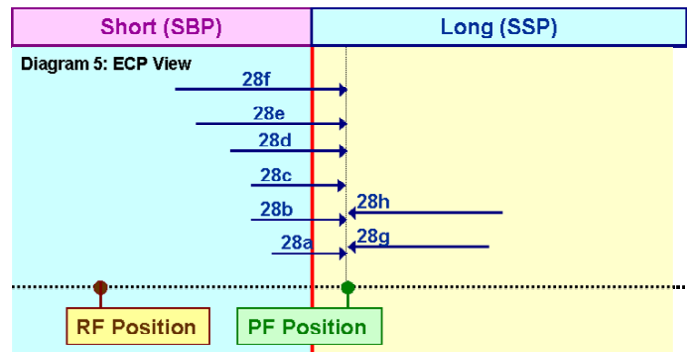 Short (SBP)
Long (SSP)
Diagram 5: ECP View
28f
28e
28d
28c
28h
28b
28g
28a
RF Position
PF Position